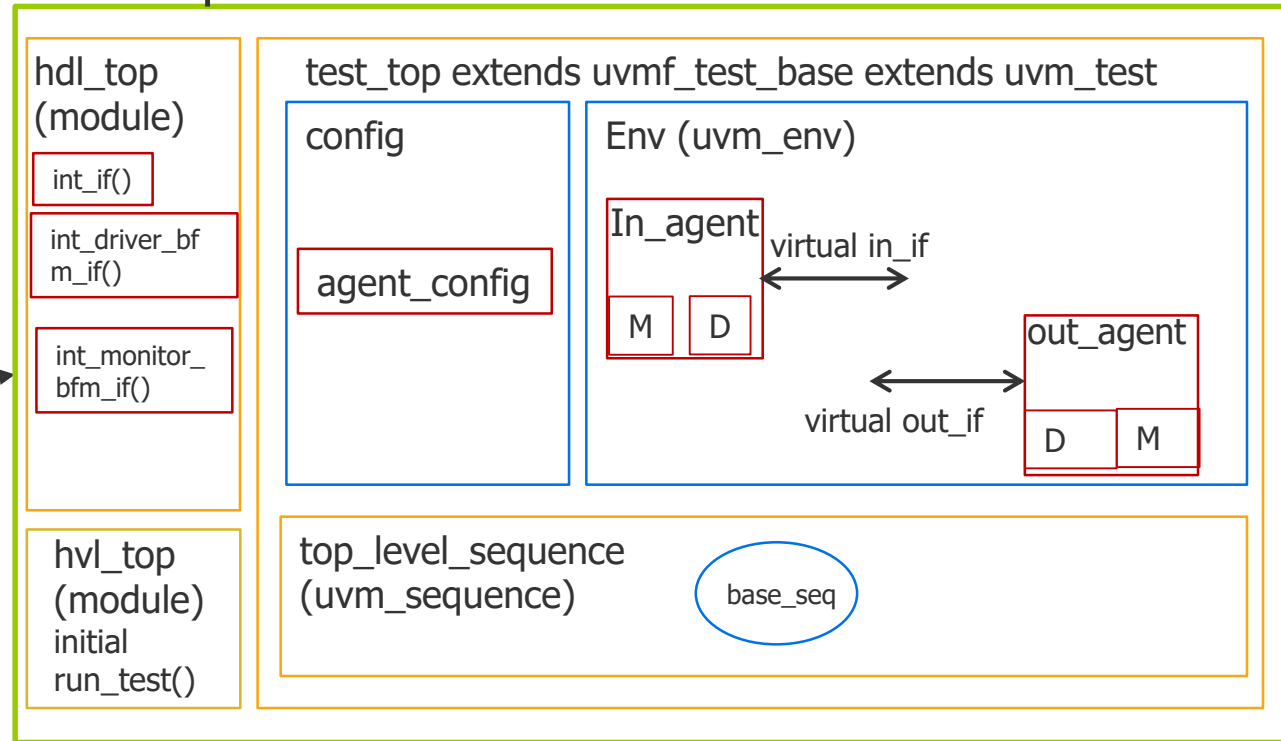 hdl_top
(module)
int_if()
int_driver_bf
m_if()
int_monitor_
bfm_if()
hvl_top
(module)
initial
run_test()
test_top extends uvmf_test_base extends uvm_test
config
agent_config
Env (uvm_env)
In_agent
virtual in_if
M
D
out_agent
virtual out_if
D
M
top_level_sequence
(uvm_sequence)
base_seq